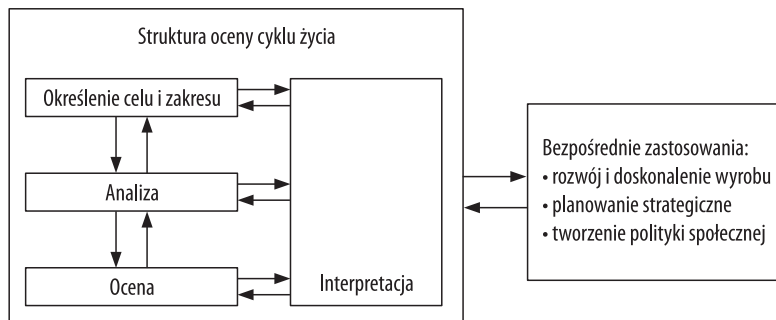 Struktura oceny cyklu życia
Określenie celu i zakresu
Analiza
Ocena
Interpretacja
Bezpośrednie zastosowania:
• rozwój i doskonalenie wyrobu
• planowanie strategiczne
• tworzenie polityki społecznej